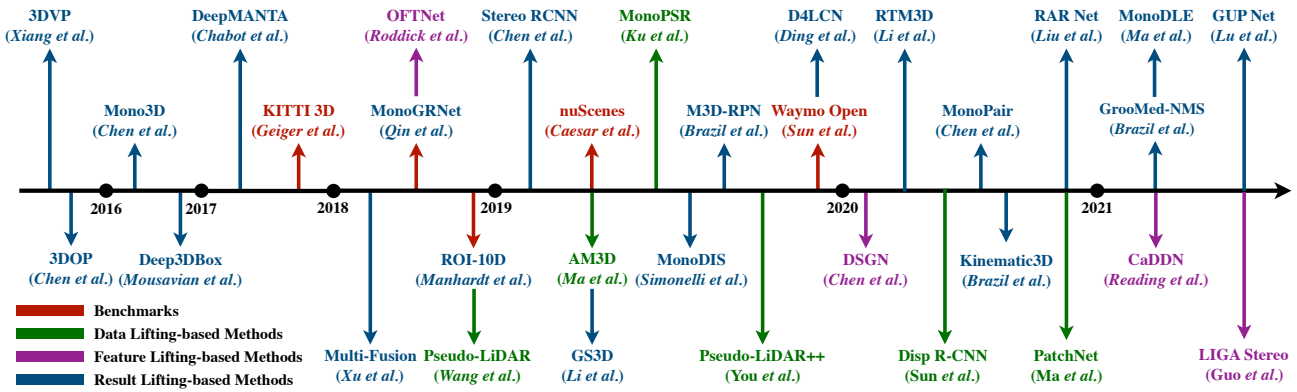 3DVP
(Xiang et al.)
DeepMANTA
(Chabot et al.)
OFTNet
(Roddick et al.)
Stereo RCNN
(Chen et al.)
MonoPSR
(Ku et al.)
D4LCN
(Ding et al.)
RTM3D
(Li et al.)
RAR Net
(Liu et al.)
MonoDLE
(Ma et al.)
GUP Net
(Lu et al.)
Mono3D
(Chen et al.)
KITTI 3D
(Geiger et al.)
MonoGRNet
(Qin et al.)
nuScenes
(Caesar et al.)
M3D-RPN
(Brazil et al.)
Waymo Open
(Sun et al.)
MonoPair
(Chen et al.)
GrooMed-NMS
(Brazil et al.)
2016
2017
2018
2019
2020
2021
3DOP
(Chen et al.)
Deep3DBox
(Mousavian et al.)
ROI-10D
(Manhardt et al.)
AM3D
(Ma et al.)
MonoDIS
(Simonelli et al.)
DSGN
(Chen et al.)
Kinematic3D
(Brazil et al.)
CaDDN
(Reading et al.)
Benchmarks
Data Lifting-based Methods
Feature Lifting-based Methods
Result Lifting-based Methods
Multi-Fusion
(Xu et al.)
Pseudo-LiDAR
(Wang et al.)
GS3D
(Li et al.)
Pseudo-LiDAR++
(You et al.)
Disp R-CNN
(Sun et al.)
PatchNet
(Ma et al.)
LIGA Stereo
(Guo et al.)